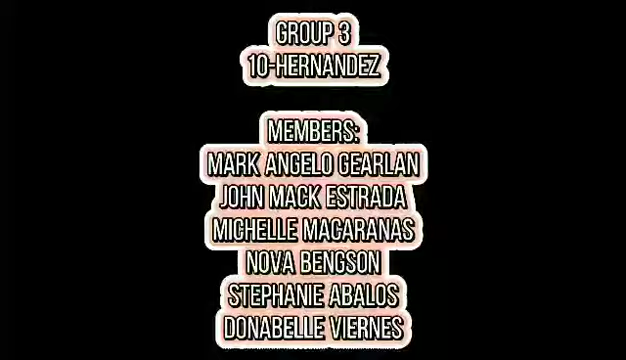 GROUP 3
10-HERNANDEZ
MEMBERS:
MARK ANGELO GEARLAN
JOHN MACK ESTRADA
MICHELLE MACARANAS
NOVA BENGSON
STEPHANIE ABALOS
DONABELLE VIERNES